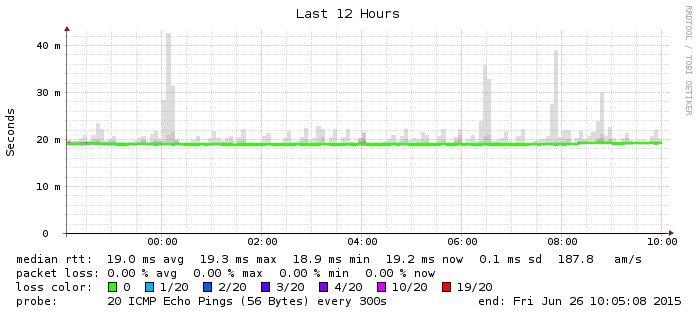 Last 12 Hours
RRDTOOL / TOBI OETIKER
Seconds
40 m
30 m
20 m
10 m
0
00:00 02:00 04:00 06:00 08:00 10:00
median rtt: 19.0 ms avg 19.3 ms max 18.9 ms min 19.2 ms now 0.1 ms sd 187.8 am/s
packet loss: 0.00 % avg 0.00 % max 0.00 % min 0.00 % now
loss color: 0 1/20 2/20 3/20 4/20 10/20 19/20
probe: 20 ICMP Echo Pings (56 Bytes) every 300s end: Fri Jun 26 10:05:08 2015